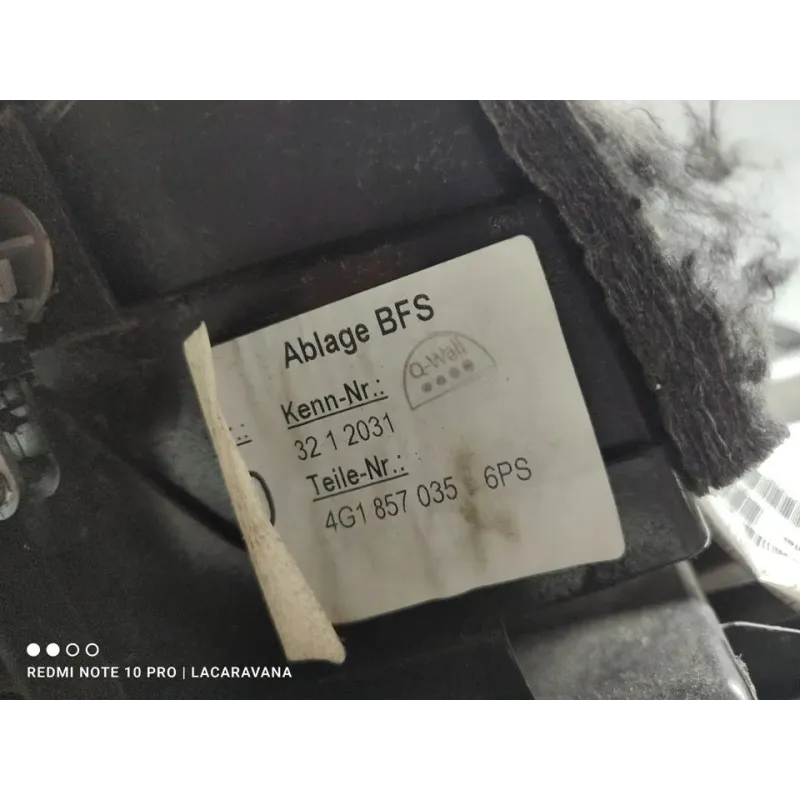 Ablage BFS
Q-Wall
Kenn-Nr.:
32 1 2031
Teile-Nr.:
4G1 857 035 6PS
REDMI NOTE 10 PRO | LACARAVANA